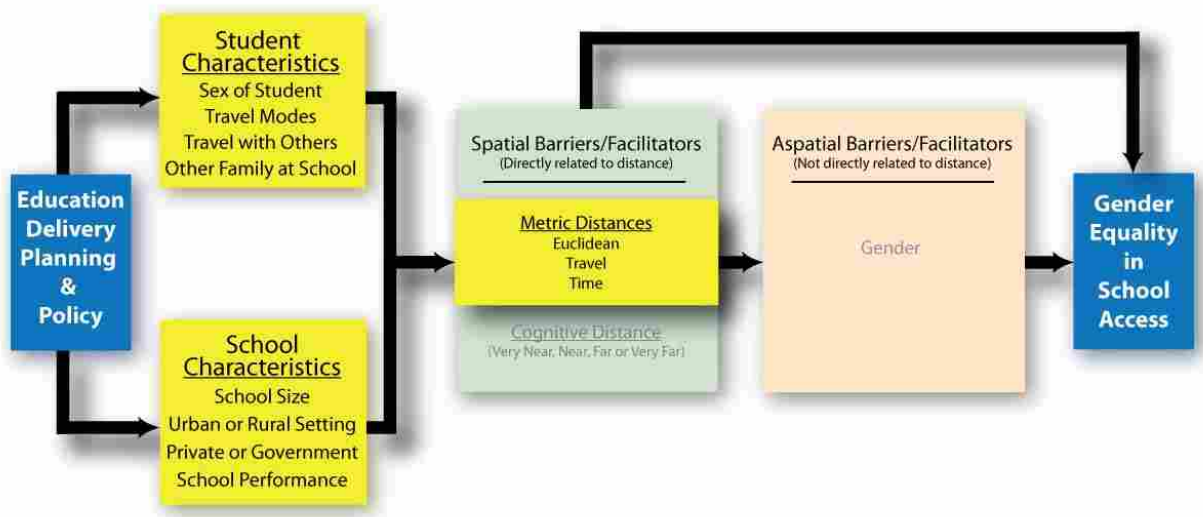 Education
Delivery
Planning
&
Policy
Student
Characteristics
Sex of Student
Travel Modes
Travel with Others
Other Family at School
School
Characteristics
School Size
Urban or Rural Setting
Private or Government
School Performance
Spatial Barriers/Facilitators
(Directly related to distance)
Metric Distances
Euclidean
Travel
Time
Cognitive Distance
(Very Near, Near, Far or Very Far)
Aspatial Barriers/Facilitators
(Not directly related to distance)
Gender
Gender
Equality
in
School
Access